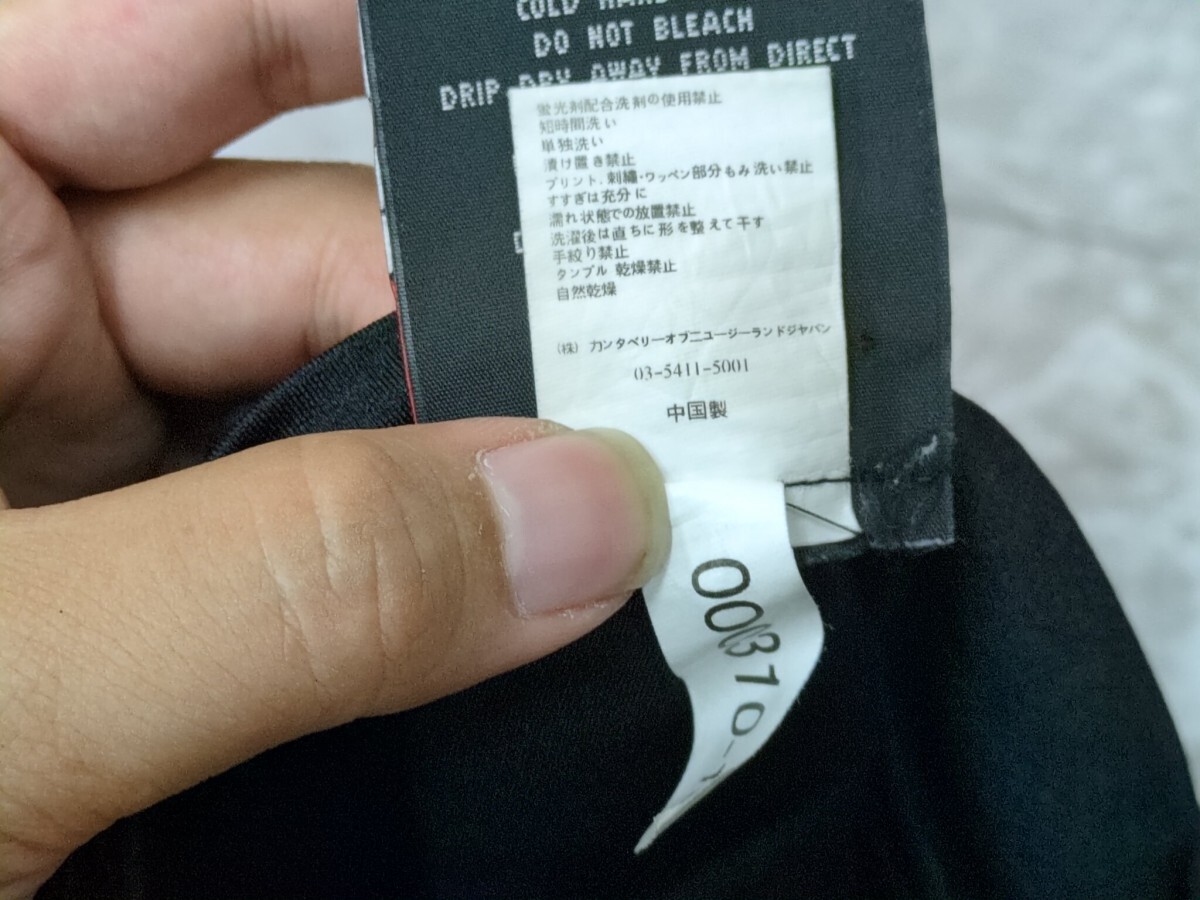 COLD HAND
DO NOT BLEACH
DRIP DRY AWAY FROM DIRECT
蛍光剤配合洗剤の使用禁止
短時間洗い
単独洗い
漬け置き禁止
プリント、刺繍・ワッペン部分もみ洗い禁止
すすぎは充分に
濡れ状態での放置禁止
洗濯後は直ちに形を整えて干す
手絞り禁止
タンブル乾燥禁止
自然乾燥
(株) カンタベリーオブニュージーランドジャパン
03-5411-5001
中国製
00310-